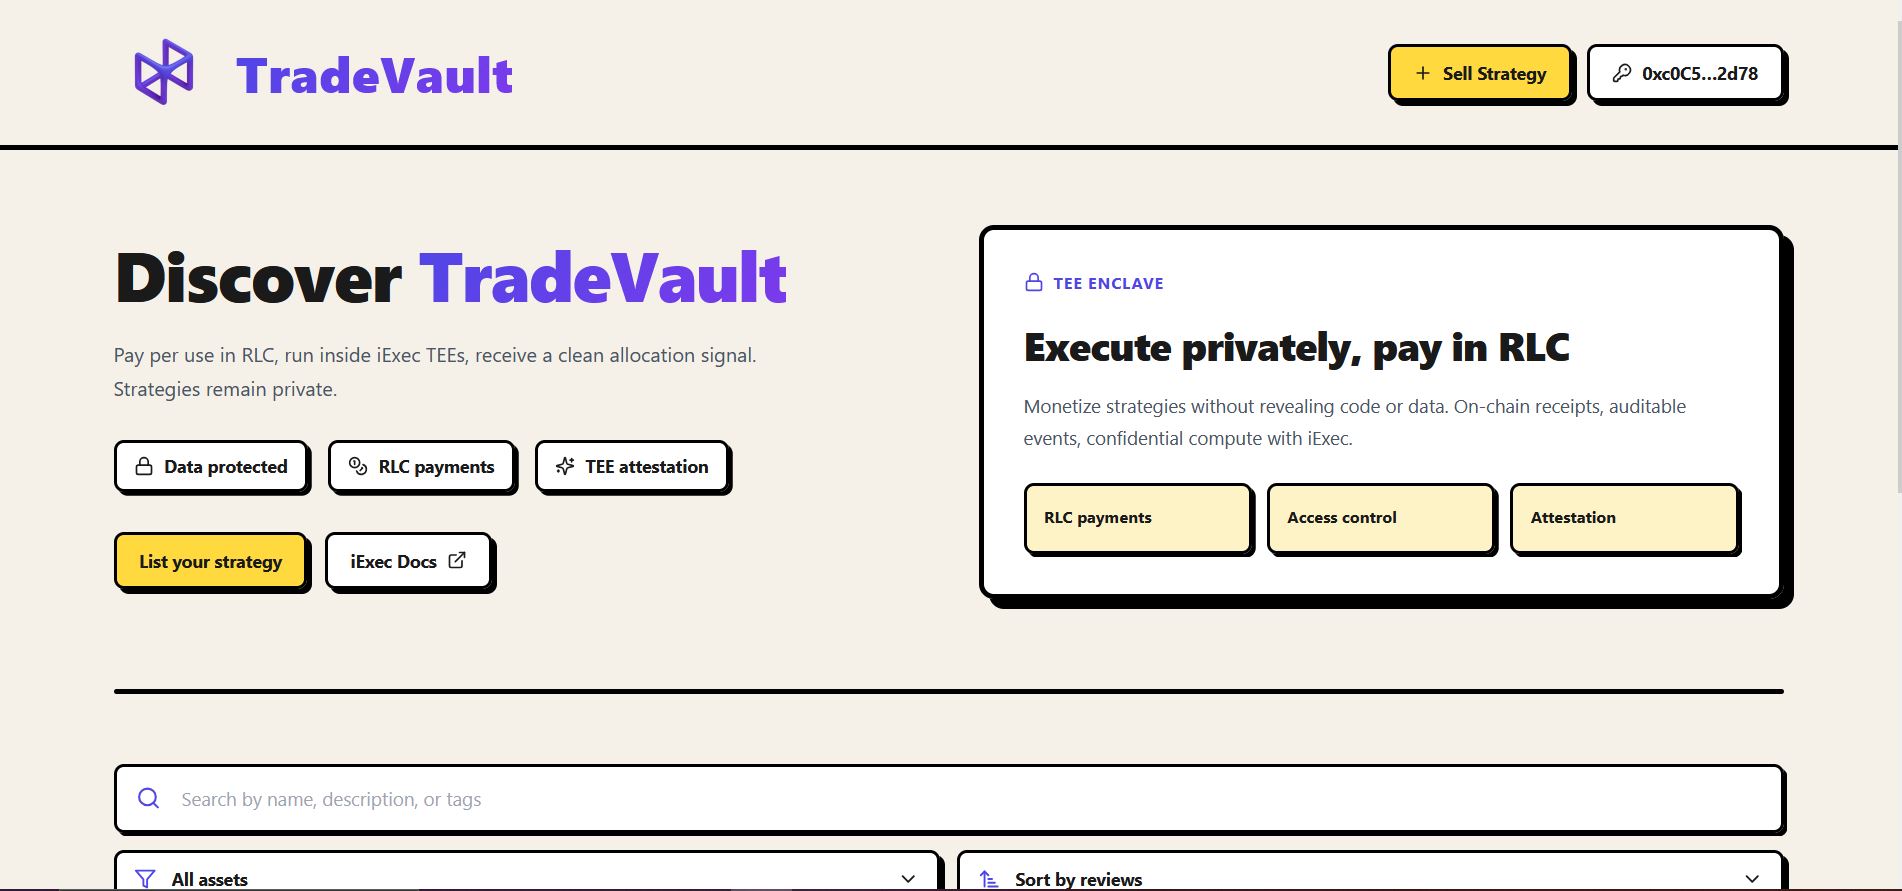 TradeVault
Sell Strategy
0xc0C5...2d78
Discover TradeVault
Pay per use in RLC, run inside iExec TEEs, receive a clean allocation signal.
Strategies remain private.
Data protected
RLC payments
TEE attestation
List your strategy
iExec Docs
TEE ENCLAVE
Execute privately, pay in RLC
Monetize strategies without revealing code or data. On-chain receipts, auditable
events, confidential compute with iExec.
RLC payments
Access control
Attestation
Search by name, description, or tags
All assets
Sort by reviews